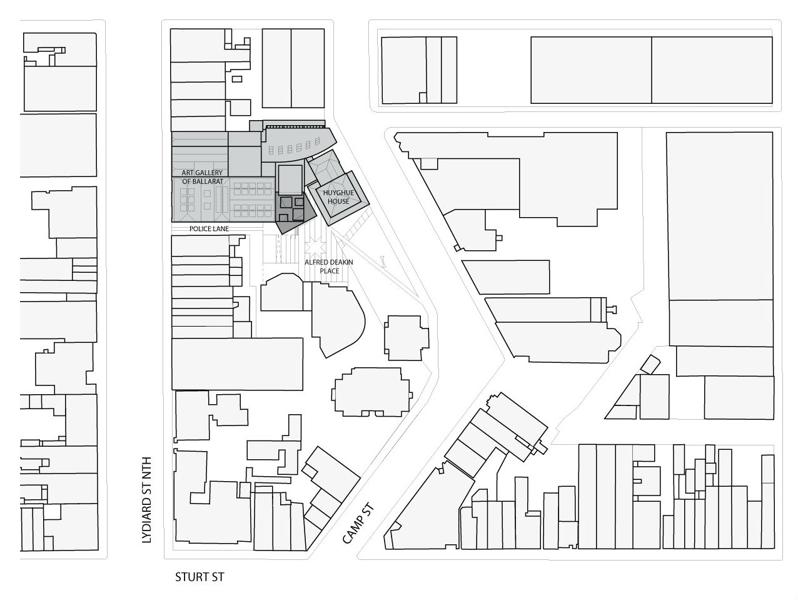 ART GALLERY
OF BALLARAT
HUYGHUE
HOUSE
POLICE LANE
ALFRED DEAKIN
PLACE
LYDIARD ST NTH
CAMP ST
STURT ST